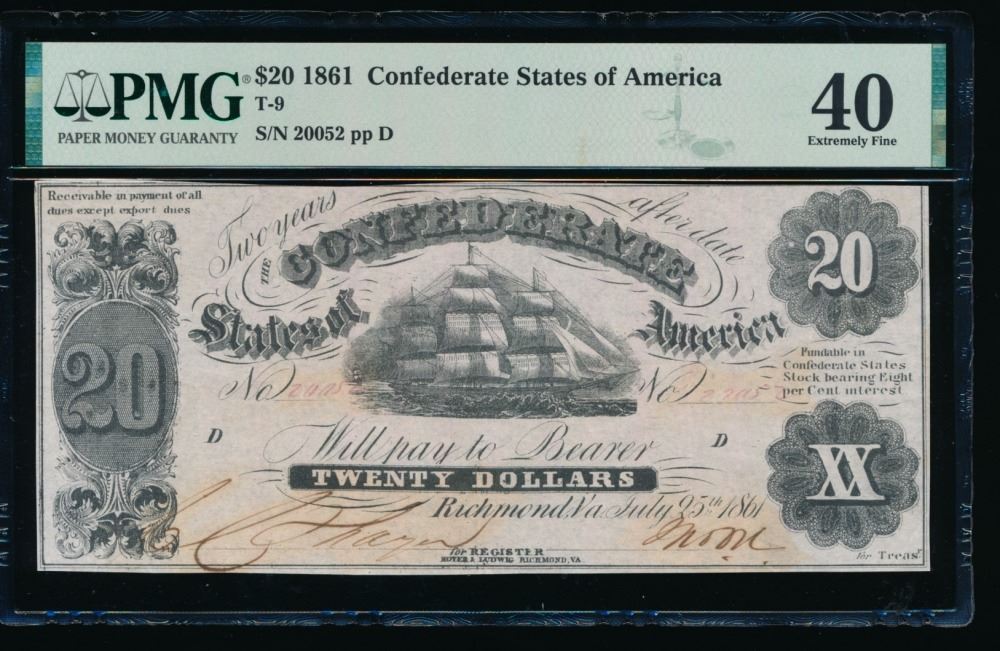 PMG® $20 1861 Confederate States of America
PAPER MONEY GUARANTY
T-9
S/N 20052 pp D
40
Extremely Fine
Receivable in payment of all
dues except export dues
Two years after date
THE CONFEDERATE
States of America
20
20
Fundable in
Confederate States
Stock bearing Eight
per Cent interest
No No
D D
Will pay to Bearer
TWENTY DOLLARS
XX
Richmond, Va July 25th 1861
for REGISTER
for Treasr
HOYER & LUDWIG RICHMOND, VA.